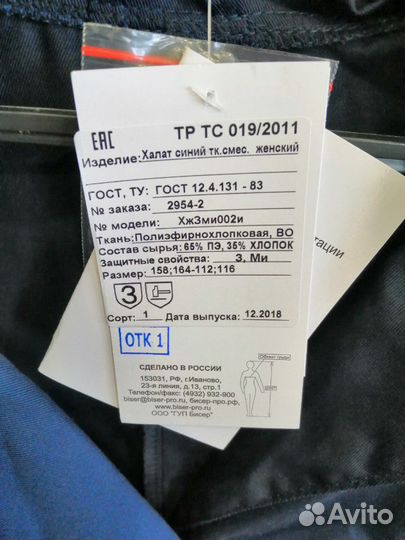 ЕАС ТР ТС 019/2011
Изделие: Халат синий тк.смес. женский
ГОСТ, ТУ: ГОСТ 12.4.131 - 83
№ заказа: 2954-2
№ модели: ХжЗми002и
Ткань: Полиэфирнохлопковая, ВО
Состав сырья: 65% ПЭ, 35% ХЛОПОК
Защитные свойства: З, Ми
Размер: 158;164-112;116
З
Сорт: 1 Дата выпуска: 12.2018
ОТК 1
СДЕЛАНО В РОССИИ
153031, РФ, г.Иваново,
23-я линия, д.13, стр.1
Телефон/факс: (4932) 932-900
biser@biser-pro.ru, бисер-про.рф,
www.biser-pro.ru
ООО "ГУП Бисер"
Обхват груди
тации
Avito